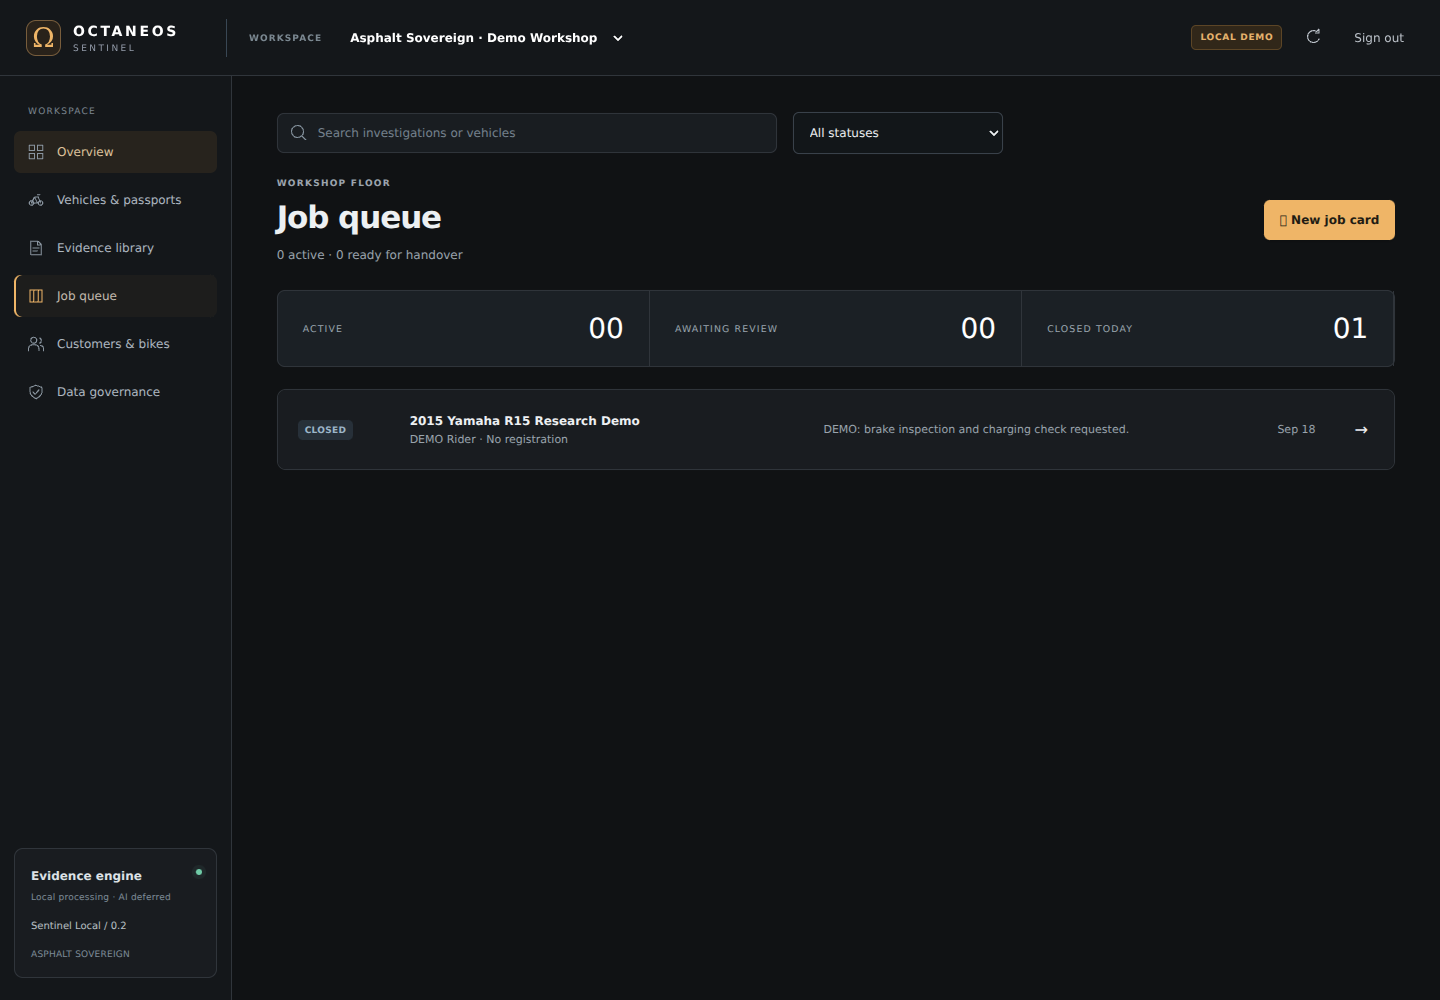 Ω OCTANEOS
SENTINEL
WORKSPACE
Asphalt Sovereign · Demo Workshop
LOCAL DEMO
Sign out
WORKSPACE
Overview
Vehicles & passports
Evidence library
Job queue
Customers & bikes
Data governance
Evidence engine
Local processing · AI deferred
Sentinel Local / 0.2
ASPHALT SOVEREIGN
Search investigations or vehicles
All statuses
WORKSHOP FLOOR
Job queue
0 active · 0 ready for handover
New job card
ACTIVE 00
AWAITING REVIEW 00
CLOSED TODAY 01
CLOSED
2015 Yamaha R15 Research Demo
DEMO Rider · No registration
DEMO: brake inspection and charging check requested.
Sep 18 →